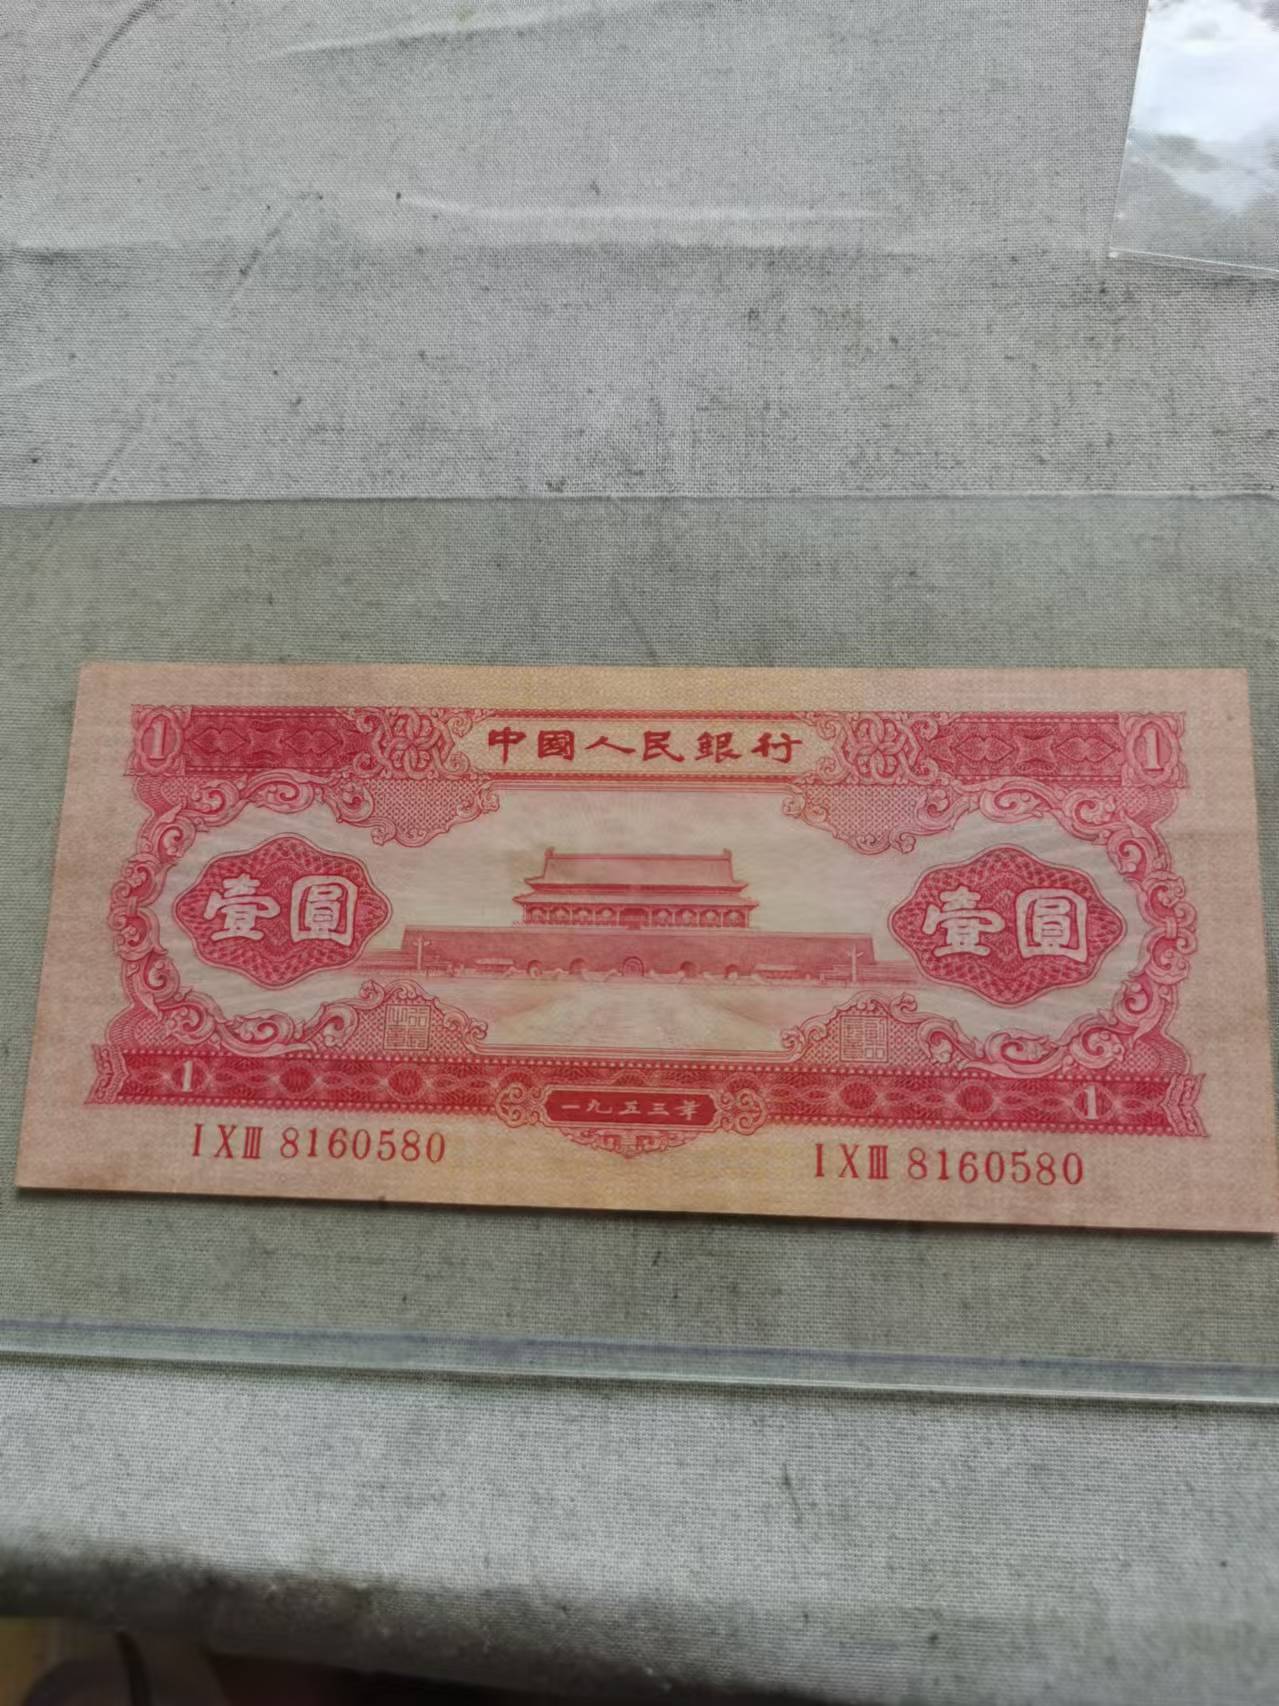 1 中國人民銀行 1
壹圓 壹圓
1 一九五三年 1
I X III 8160580 I X III 8160580